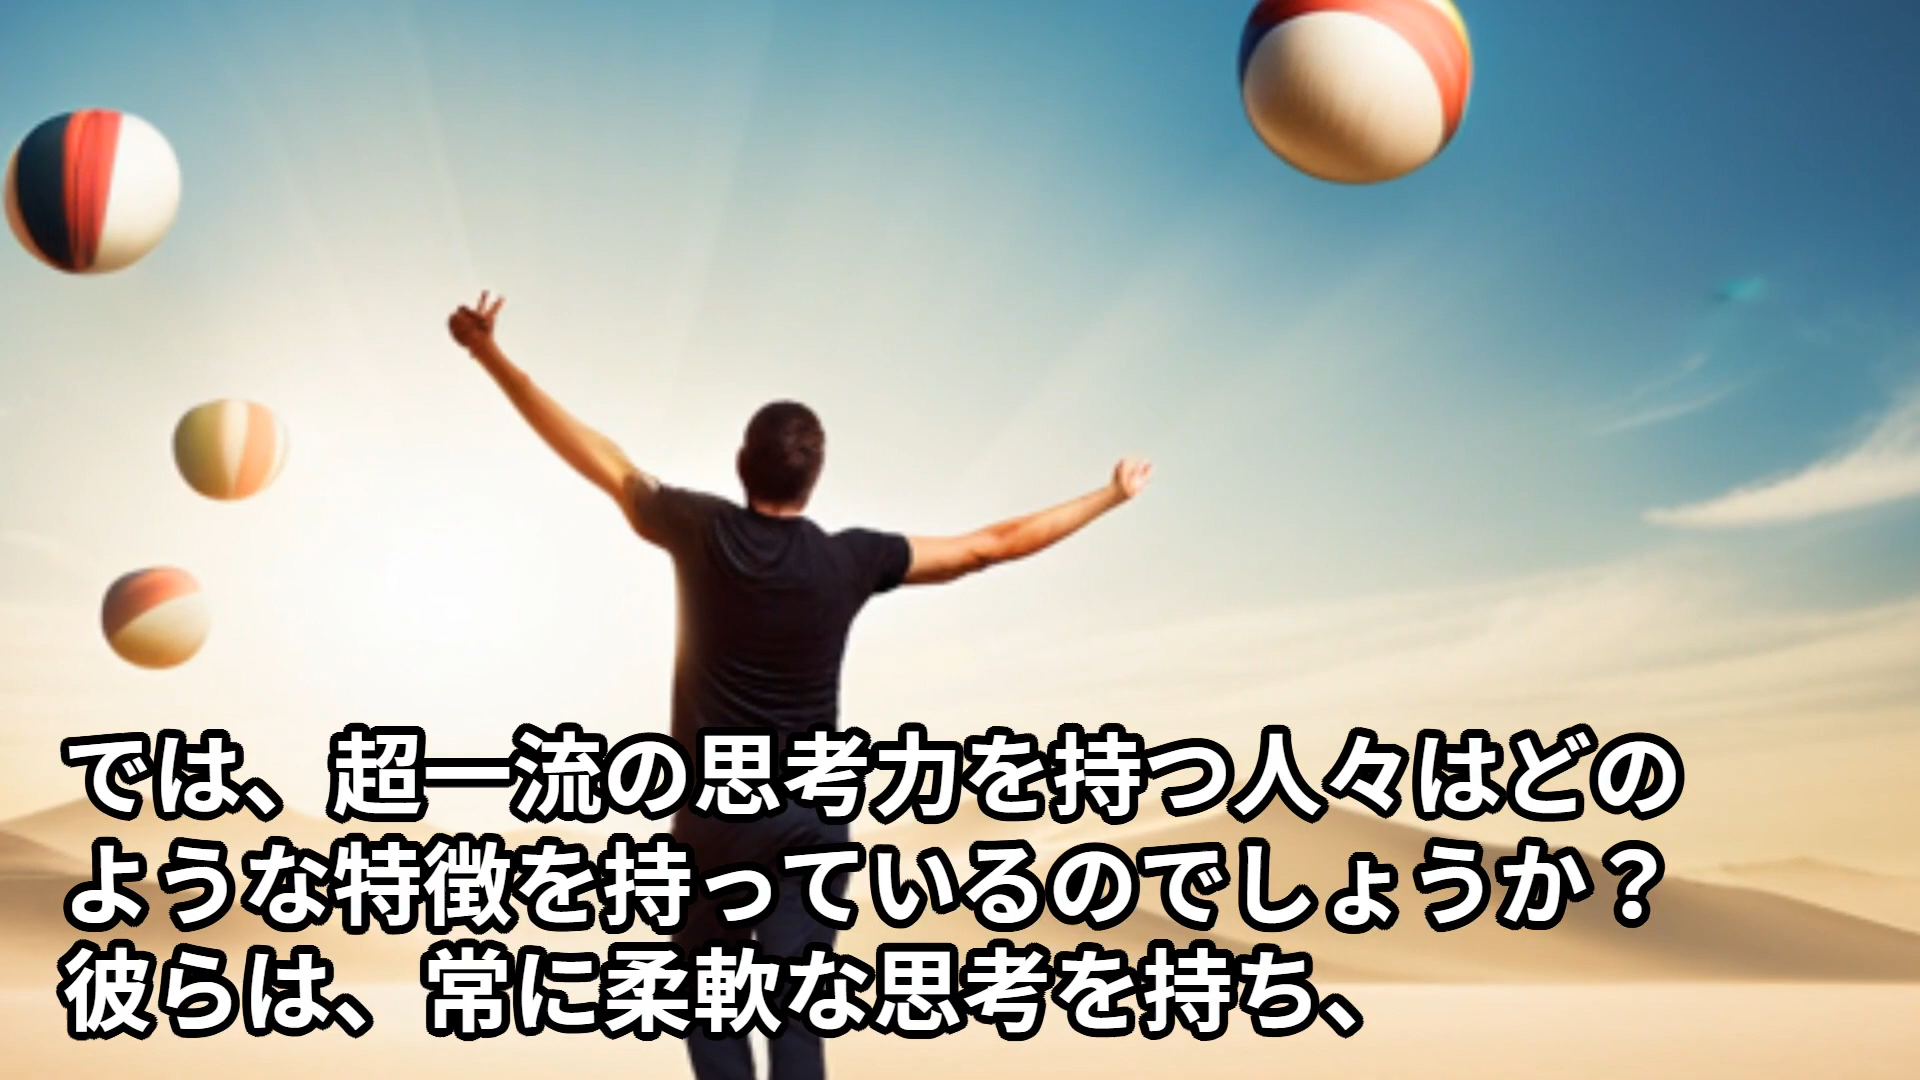 では、超一流の思考力を持つ人々はどの
ような特徴を持っているのでしょうか？
彼らは、常に柔軟な思考を持ち、